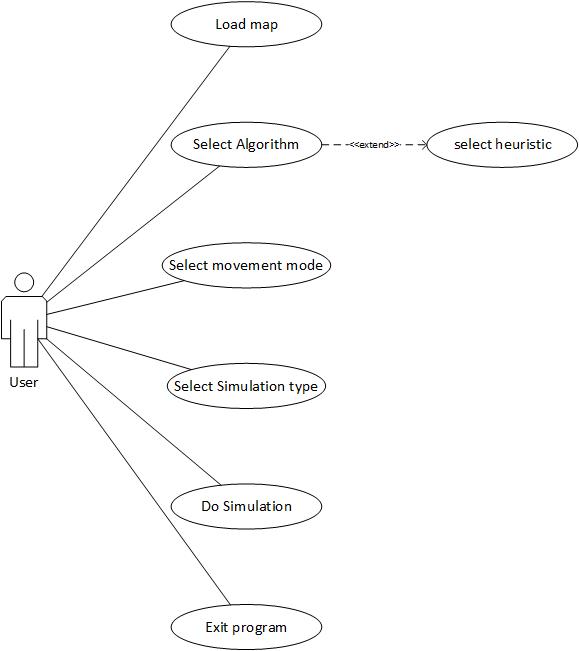 Load map
Select Algorithm
<<extend>>
select heuristic
Select movement mode
User
Select Simulation type
Do Simulation
Exit program